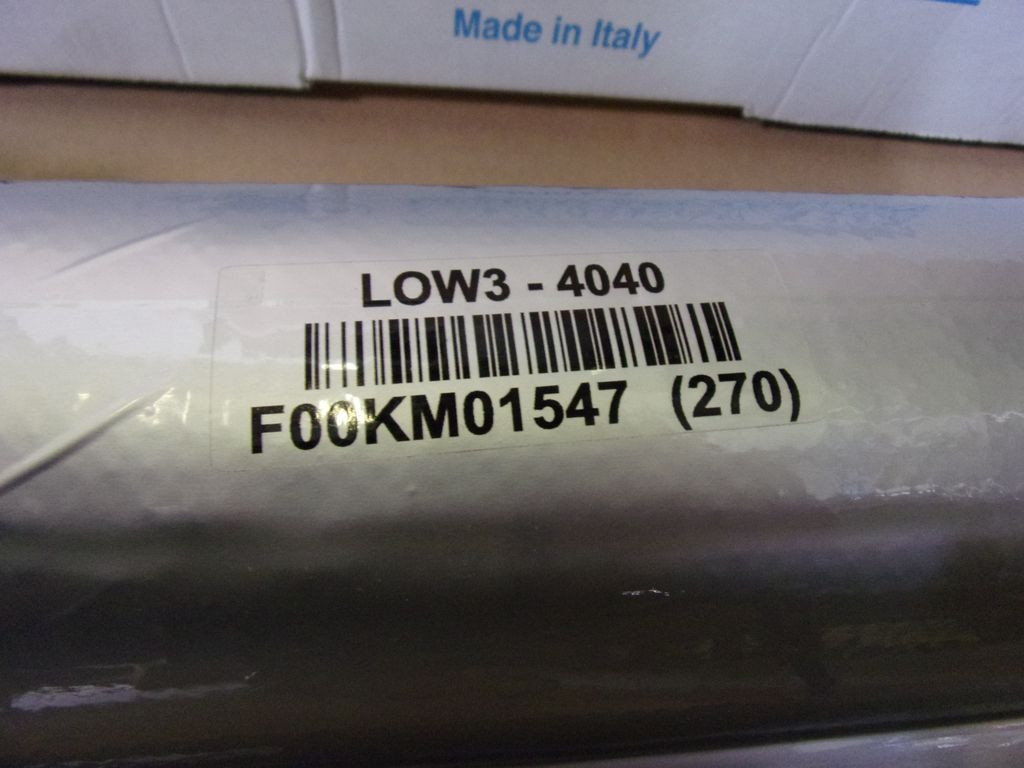 Made in Italy
LOW3 - 4040
F00KM01547 (270)